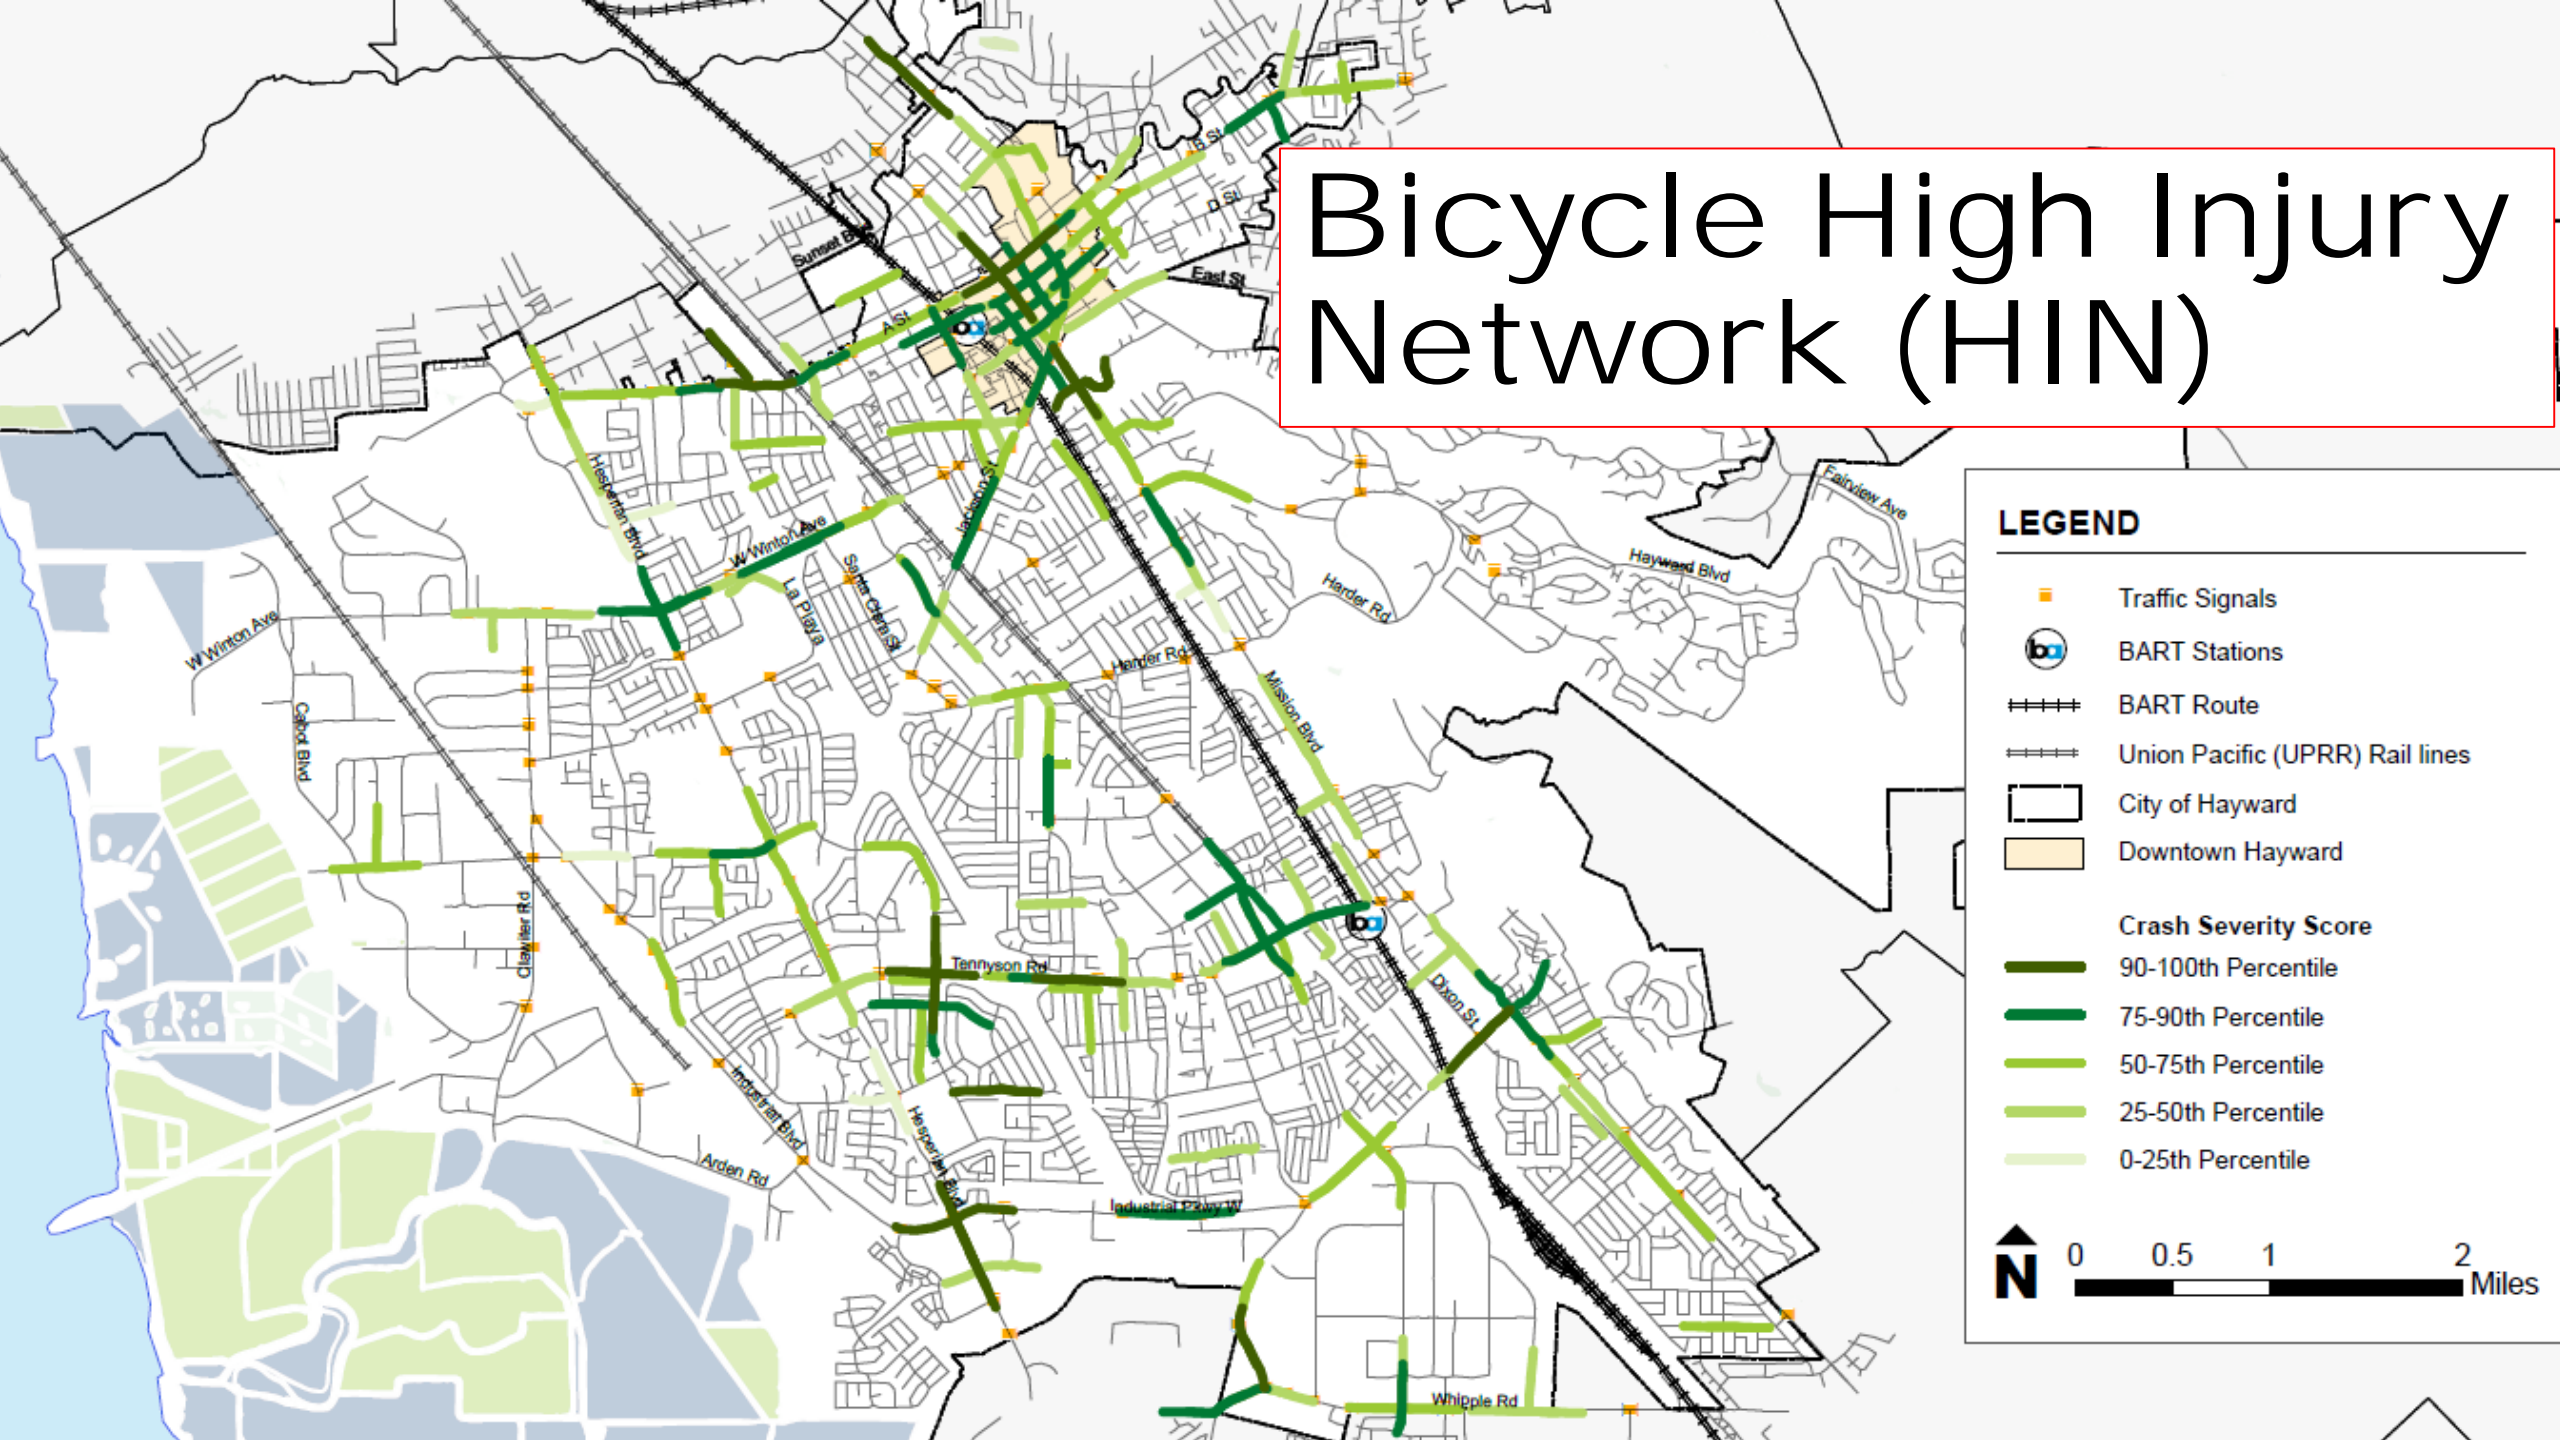 Bicycle High Injury
Network (HIN)
B St
D St
East St
A St
Hesperian Blvd
Jackson St
W Winton Ave
La Playa
Santa Clara St
Fairview Ave
Hayward Blvd
Harder Rd
W Winton Ave
Harder Rd
Mission Blvd
Cabot Blvd
Clawiter Rd
Tennyson Rd
Dixon St
Industrial Blvd
Hesperian Blvd
Arden Rd
Industrial Pkwy W
Whipple Rd
LEGEND
Traffic Signals
ba
BART Stations
BART Route
Union Pacific (UPRR) Rail lines
City of Hayward
Downtown Hayward
Crash Severity Score
90-100th Percentile
75-90th Percentile
50-75th Percentile
25-50th Percentile
0-25th Percentile
N
0 0.5 1 2
Miles